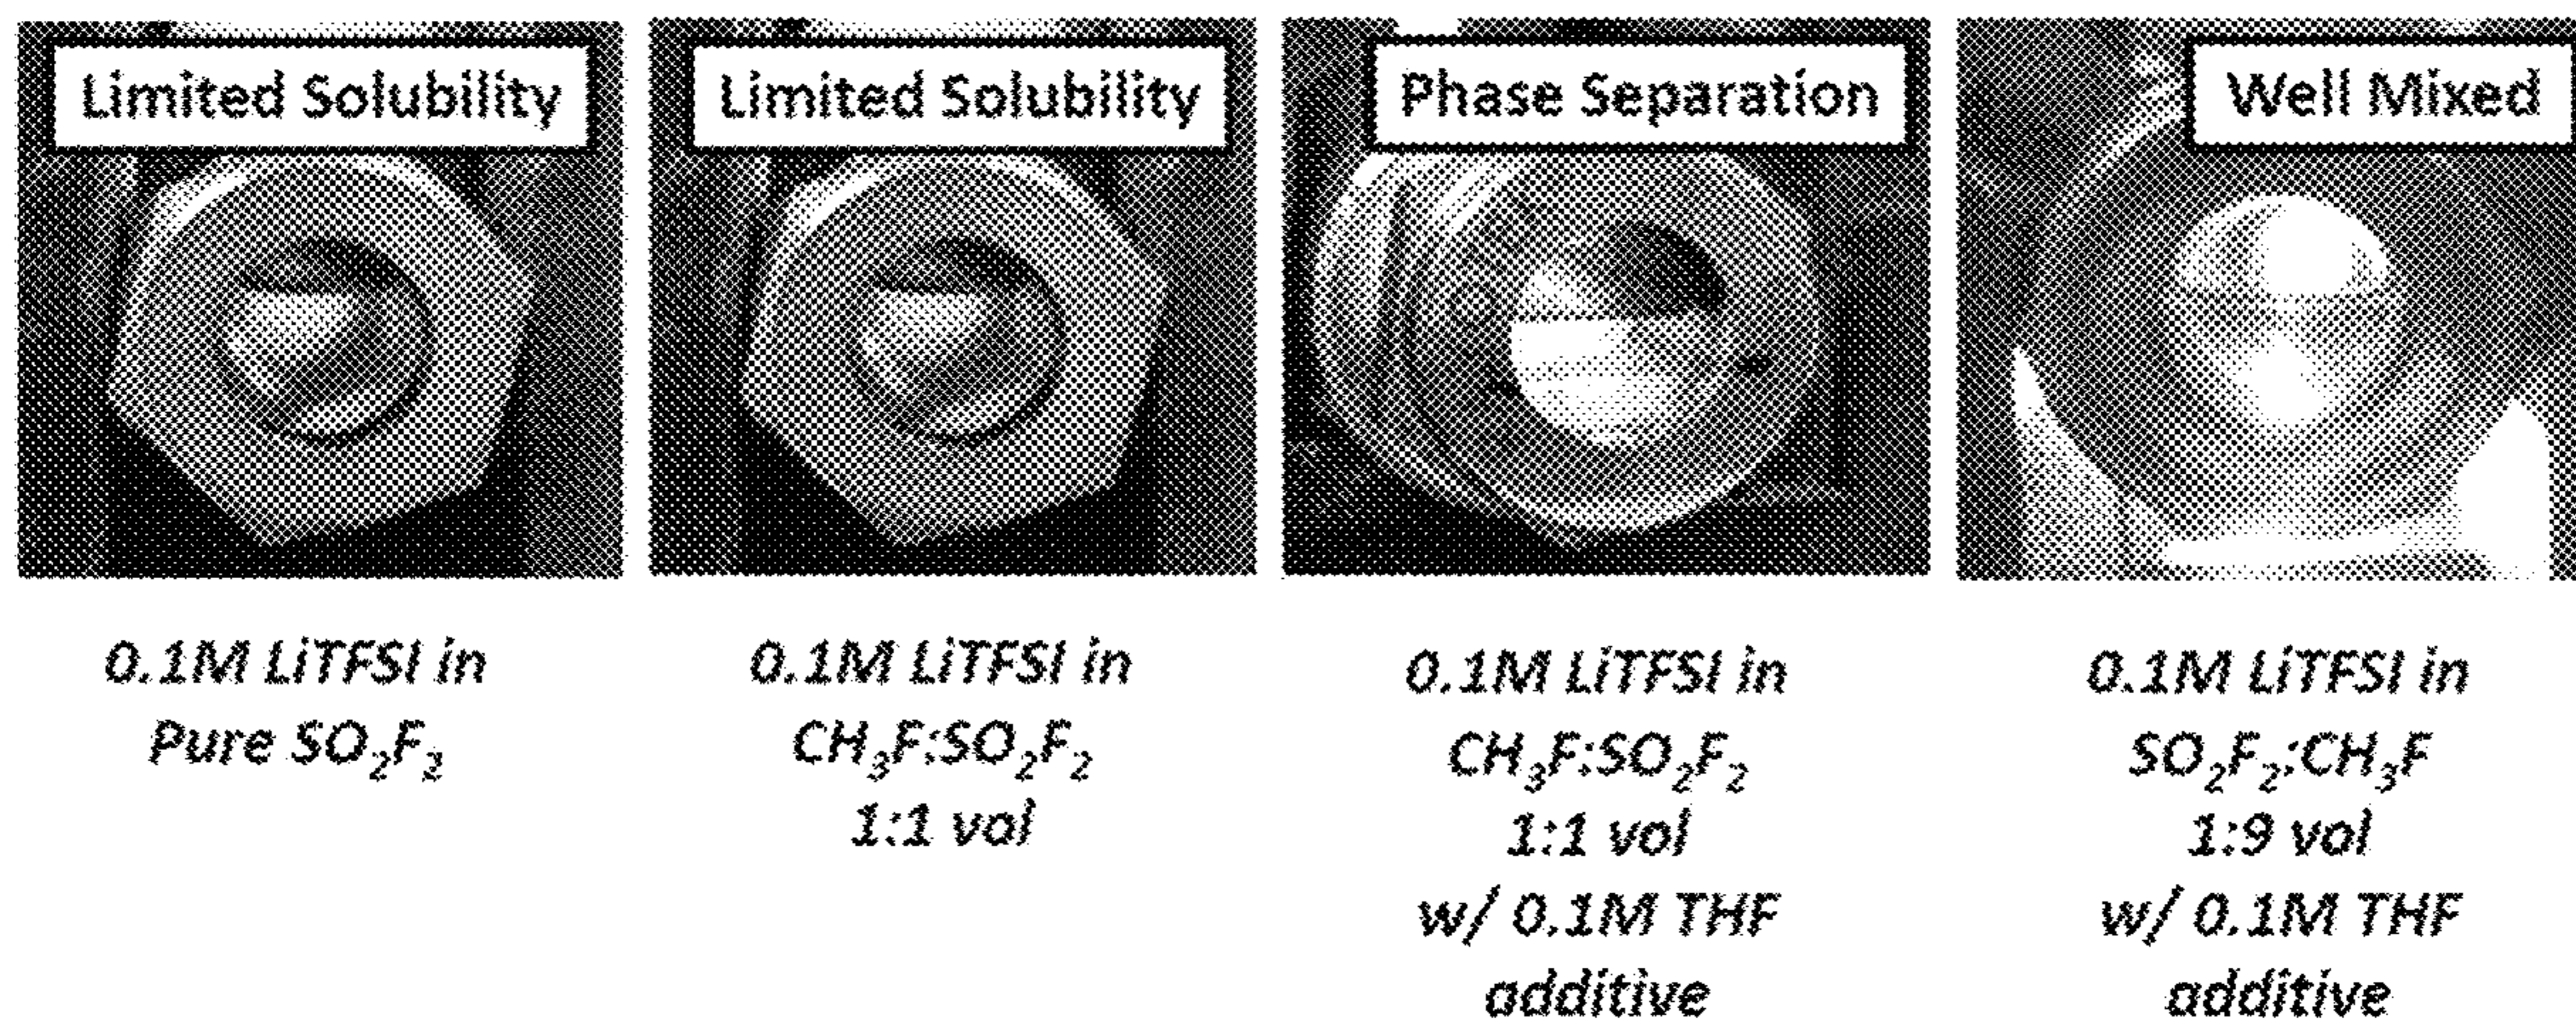 Limited Solubility
0.1M LiTFSI in
Pure SO₂F₂
Limited Solubility
0.1M LiTFSI in
CH₃F:SO₂F₂
1:1 vol
Phase Separation
0.1M LiTFSI in
CH₃F:SO₂F₂
1:1 vol
w/ 0.1M THF
additive
Well Mixed
0.1M LiTFSI in
SO₂F₂:CH₃F
1:9 vol
w/ 0.1M THF
additive